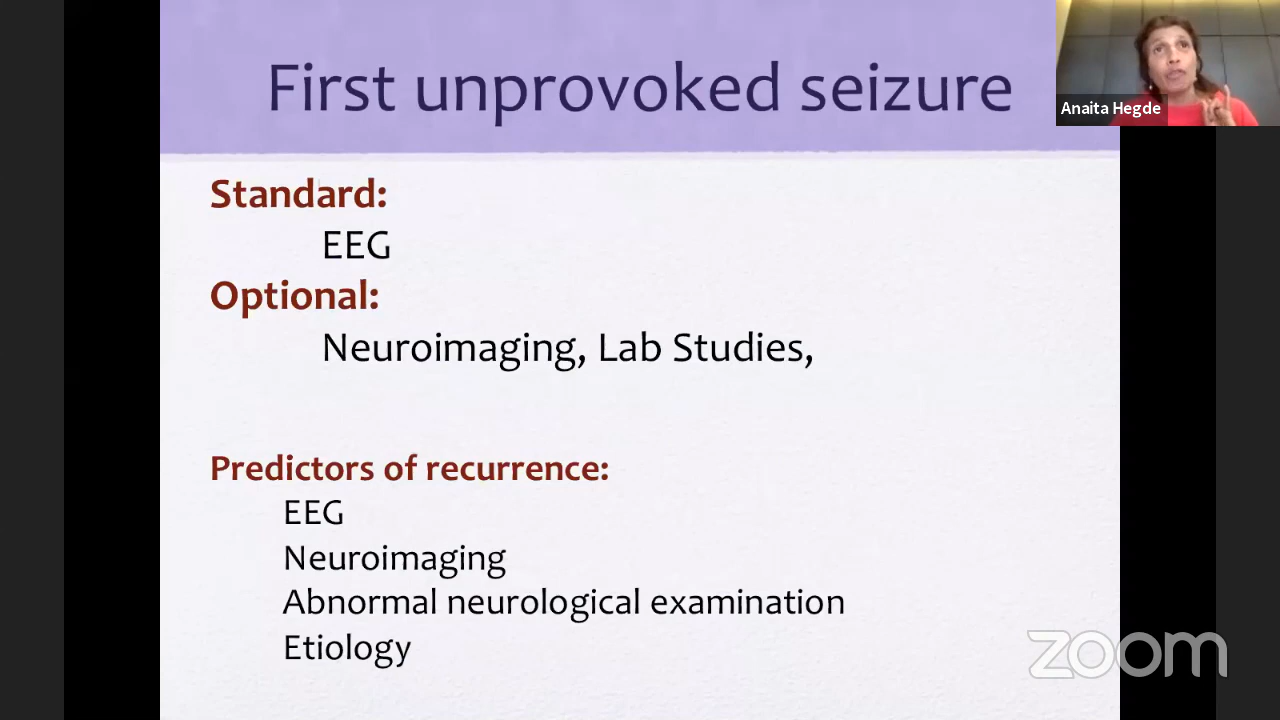 First unprovoked seizure
Anaita Hegde
Standard:
EEG
Optional:
Neuroimaging, Lab Studies,
Predictors of recurrence:
EEG
Neuroimaging
Abnormal neurological examination
Etiology
zoom